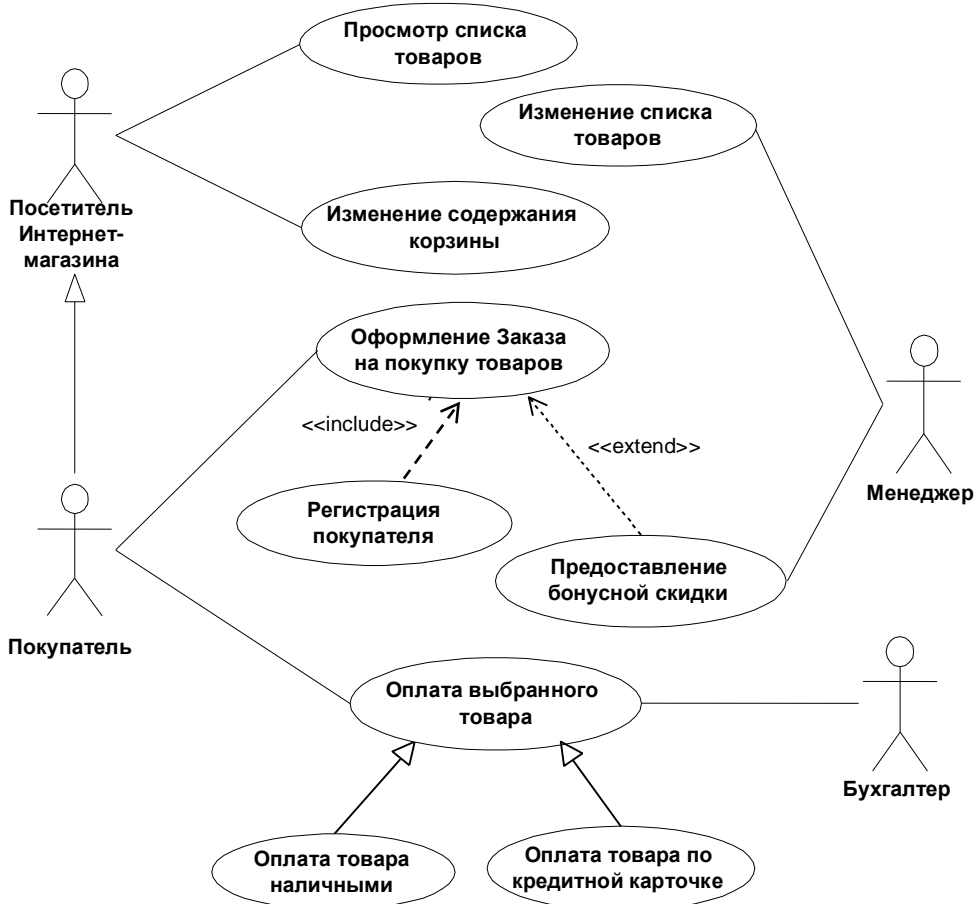 Просмотр списка
товаров
Изменение списка
товаров
Посетитель
Интернет-
магазина
Изменение содержания
корзины
Оформление Заказа
на покупку товаров
<<include>>
<<extend>>
Менеджер
Регистрация
покупателя
Предоставление
бонусной скидки
Покупатель
Оплата выбранного
товара
Бухгалтер
Оплата товара
наличными
Оплата товара по
кредитной карточке